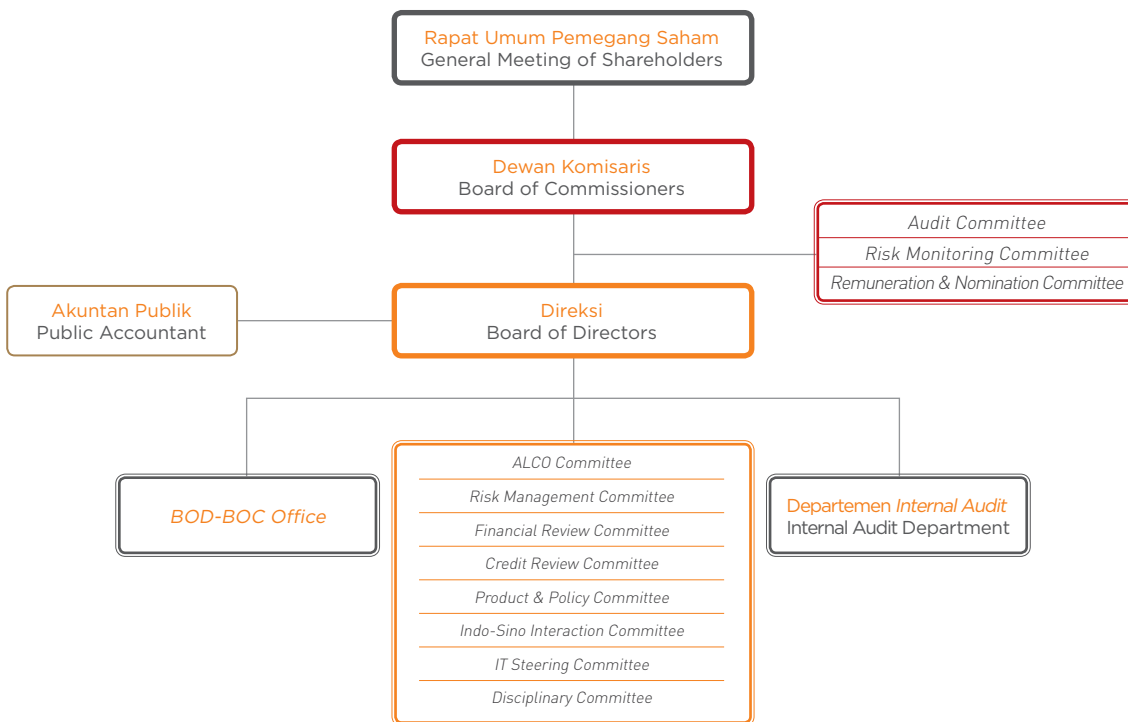 Rapat Umum Pemegang Saham
General Meeting of Shareholders
Dewan Komisaris
Board of Commissioners
Audit Committee
Risk Monitoring Committee
Remuneration & Nomination Committee
Akuntan Publik
Public Accountant
Direksi
Board of Directors
BOD-BOC Office
ALCO Committee
Risk Management Committee
Financial Review Committee
Credit Review Committee
Product & Policy Committee
Indo-Sino Interaction Committee
IT Steering Committee
Disciplinary Committee
Departemen Internal Audit
Internal Audit Department